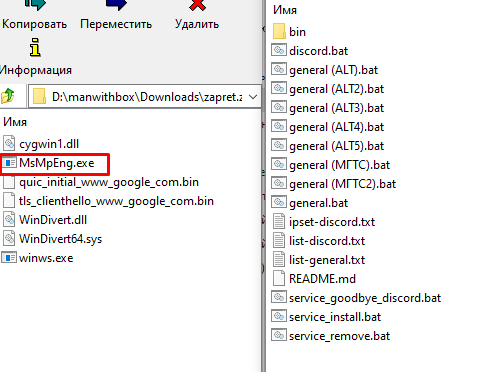 Копировать Переместить Удалить
Информация
D:\manwithbox\Downloads\zapret.z
Имя
cygwin1.dll
MsMpEng.exe
quic_initial_www_google_com.bin
tls_clienthello_www_google_com.bin
WinDivert.dll
WinDivert64.sys
winws.exe
Имя
bin
discord.bat
general (ALT).bat
general (ALT2).bat
general (ALT3).bat
general (ALT4).bat
general (ALT5).bat
general (МГТС).bat
general (МГТС2).bat
general.bat
ipset-discord.txt
list-discord.txt
list-general.txt
README.md
service_goodbye_discord.bat
service_install.bat
service_remove.bat